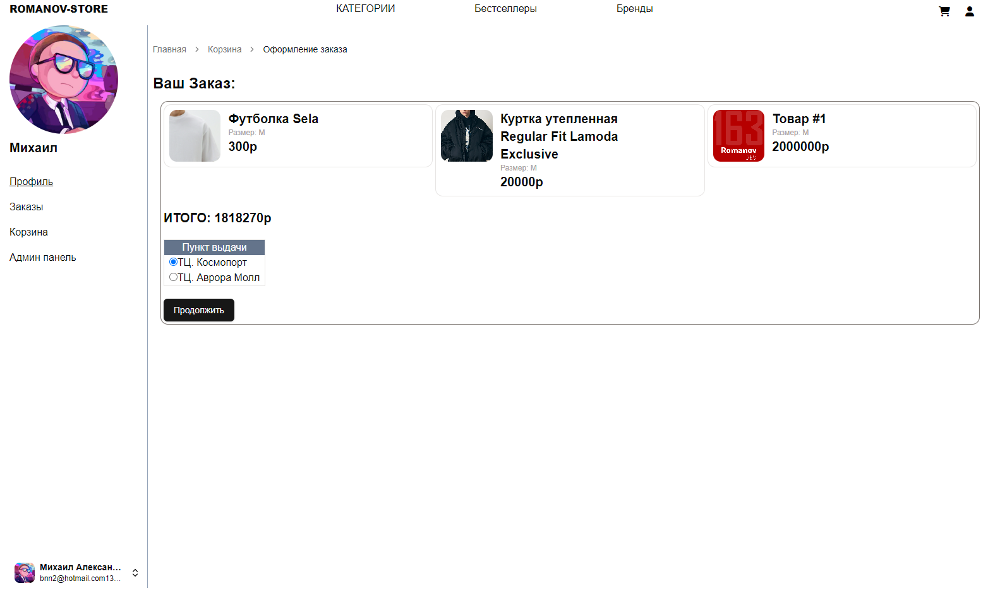 ROMANOV-STORE
КАТЕГОРИИ
Бестселлеры
Бренды
Михаил
Профиль
Заказы
Корзина
Админ панель
Михаил Алексан...
bnn2@hotmail.com13...
Главная > Корзина > Оформление заказа
Ваш Заказ:
Футболка Sela
Размер: M
300р
Куртка утепленная
Regular Fit Lamoda
Exclusive
Размер: M
20000р
163
Romanov
DEV
Товар #1
Размер: M
2000000р
ИТОГО: 1818270р
Пункт выдачи
ТЦ. Космопорт
ТЦ. Аврора Молл
Продолжить